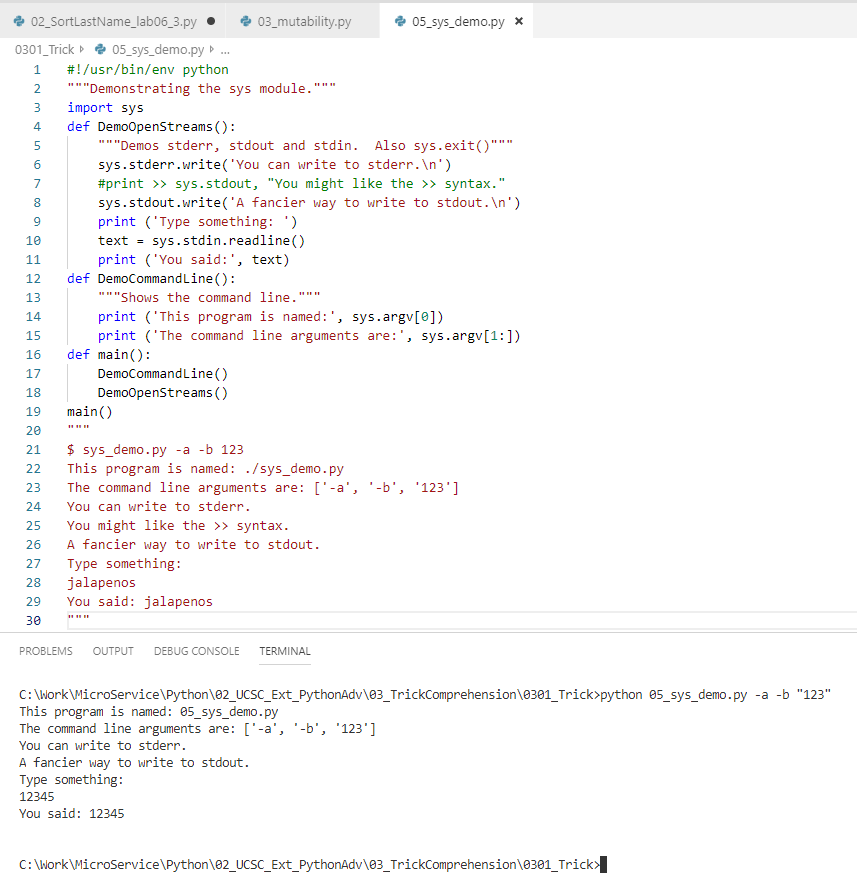 02_SortLastName_lab06_3.py ● 03_mutability.py 05_sys_demo.py ×
0301_Trick 05_sys_demo.py ...
1 #!/usr/bin/env python
2 """Demonstrating the sys module."""
3 import sys
4 def DemoOpenStreams():
5     """Demos stderr, stdout and stdin.  Also sys.exit()"""
6     sys.stderr.write('You can write to stderr.\n')
7     #print >> sys.stdout, "You might like the >> syntax."
8     sys.stdout.write('A fancier way to write to stdout.\n')
9     print ('Type something: ')
10     text = sys.stdin.readline()
11     print ('You said:', text)
12 def DemoCommandLine():
13     """Shows the command line."""
14     print ('This program is named:', sys.argv[0])
15     print ('The command line arguments are:', sys.argv[1:])
16 def main():
17     DemoCommandLine()
18     DemoOpenStreams()
19 main()
20 """
21 $ sys_demo.py -a -b 123
22 This program is named: ./sys_demo.py
23 The command line arguments are: ['-a', '-b', '123']
24 You can write to stderr.
25 You might like the >> syntax.
26 A fancier way to write to stdout.
27 Type something:
28 jalapenos
29 You said: jalapenos
30 """
PROBLEMS OUTPUT DEBUG CONSOLE TERMINAL
C:\Work\MicroService\Python\02_UCSC_Ext_PythonAdv\03_TrickComprehension\0301_Trick>python 05_sys_demo.py -a -b "123"
This program is named: 05_sys_demo.py
The command line arguments are: ['-a', '-b', '123']
You can write to stderr.
A fancier way to write to stdout.
Type something:
12345
You said: 12345
C:\Work\MicroService\Python\02_UCSC_Ext_PythonAdv\03_TrickComprehension\0301_Trick>